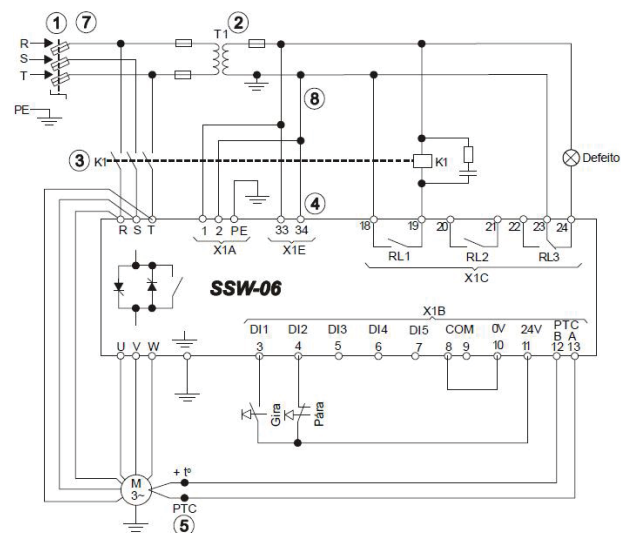 1 7 T1 2
R
S
T
PE
8
3 K1 K1 Defeito
4
R S T 1 2 PE 33 34 18 19 20 21 22 23 24
X1A X1E RL1 RL2 RL3
X1C
SSW-06
X1B
DI1 DI2 DI3 DI4 DI5 COM 0V 24V PTC
B A
U V W 3 4 5 6 7 8 9 10 11 12 13
Gira
Pára
M
3~
+ tº
PTC
5